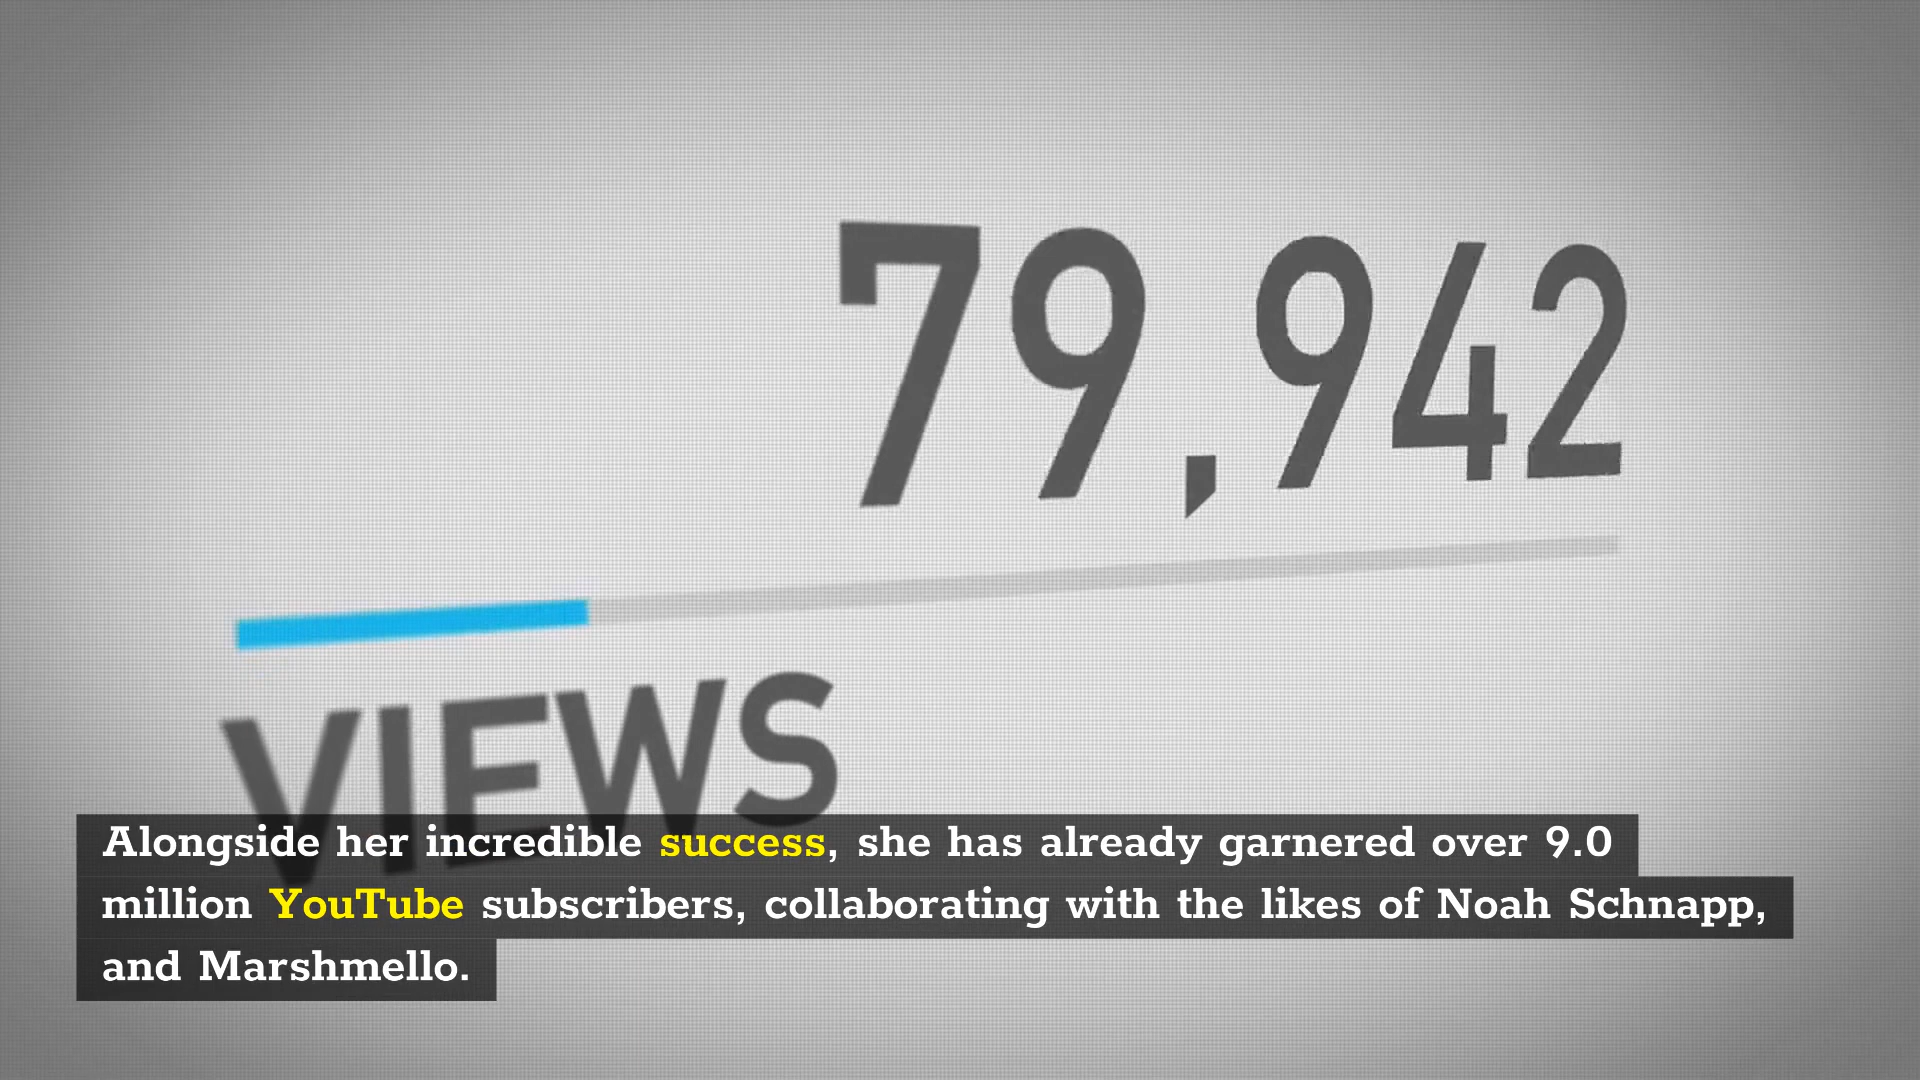 79,942
VIEWS
Alongside her incredible success, she has already garnered over 9.0
million YouTube subscribers, collaborating with the likes of Noah Schnapp,
and Marshmello.